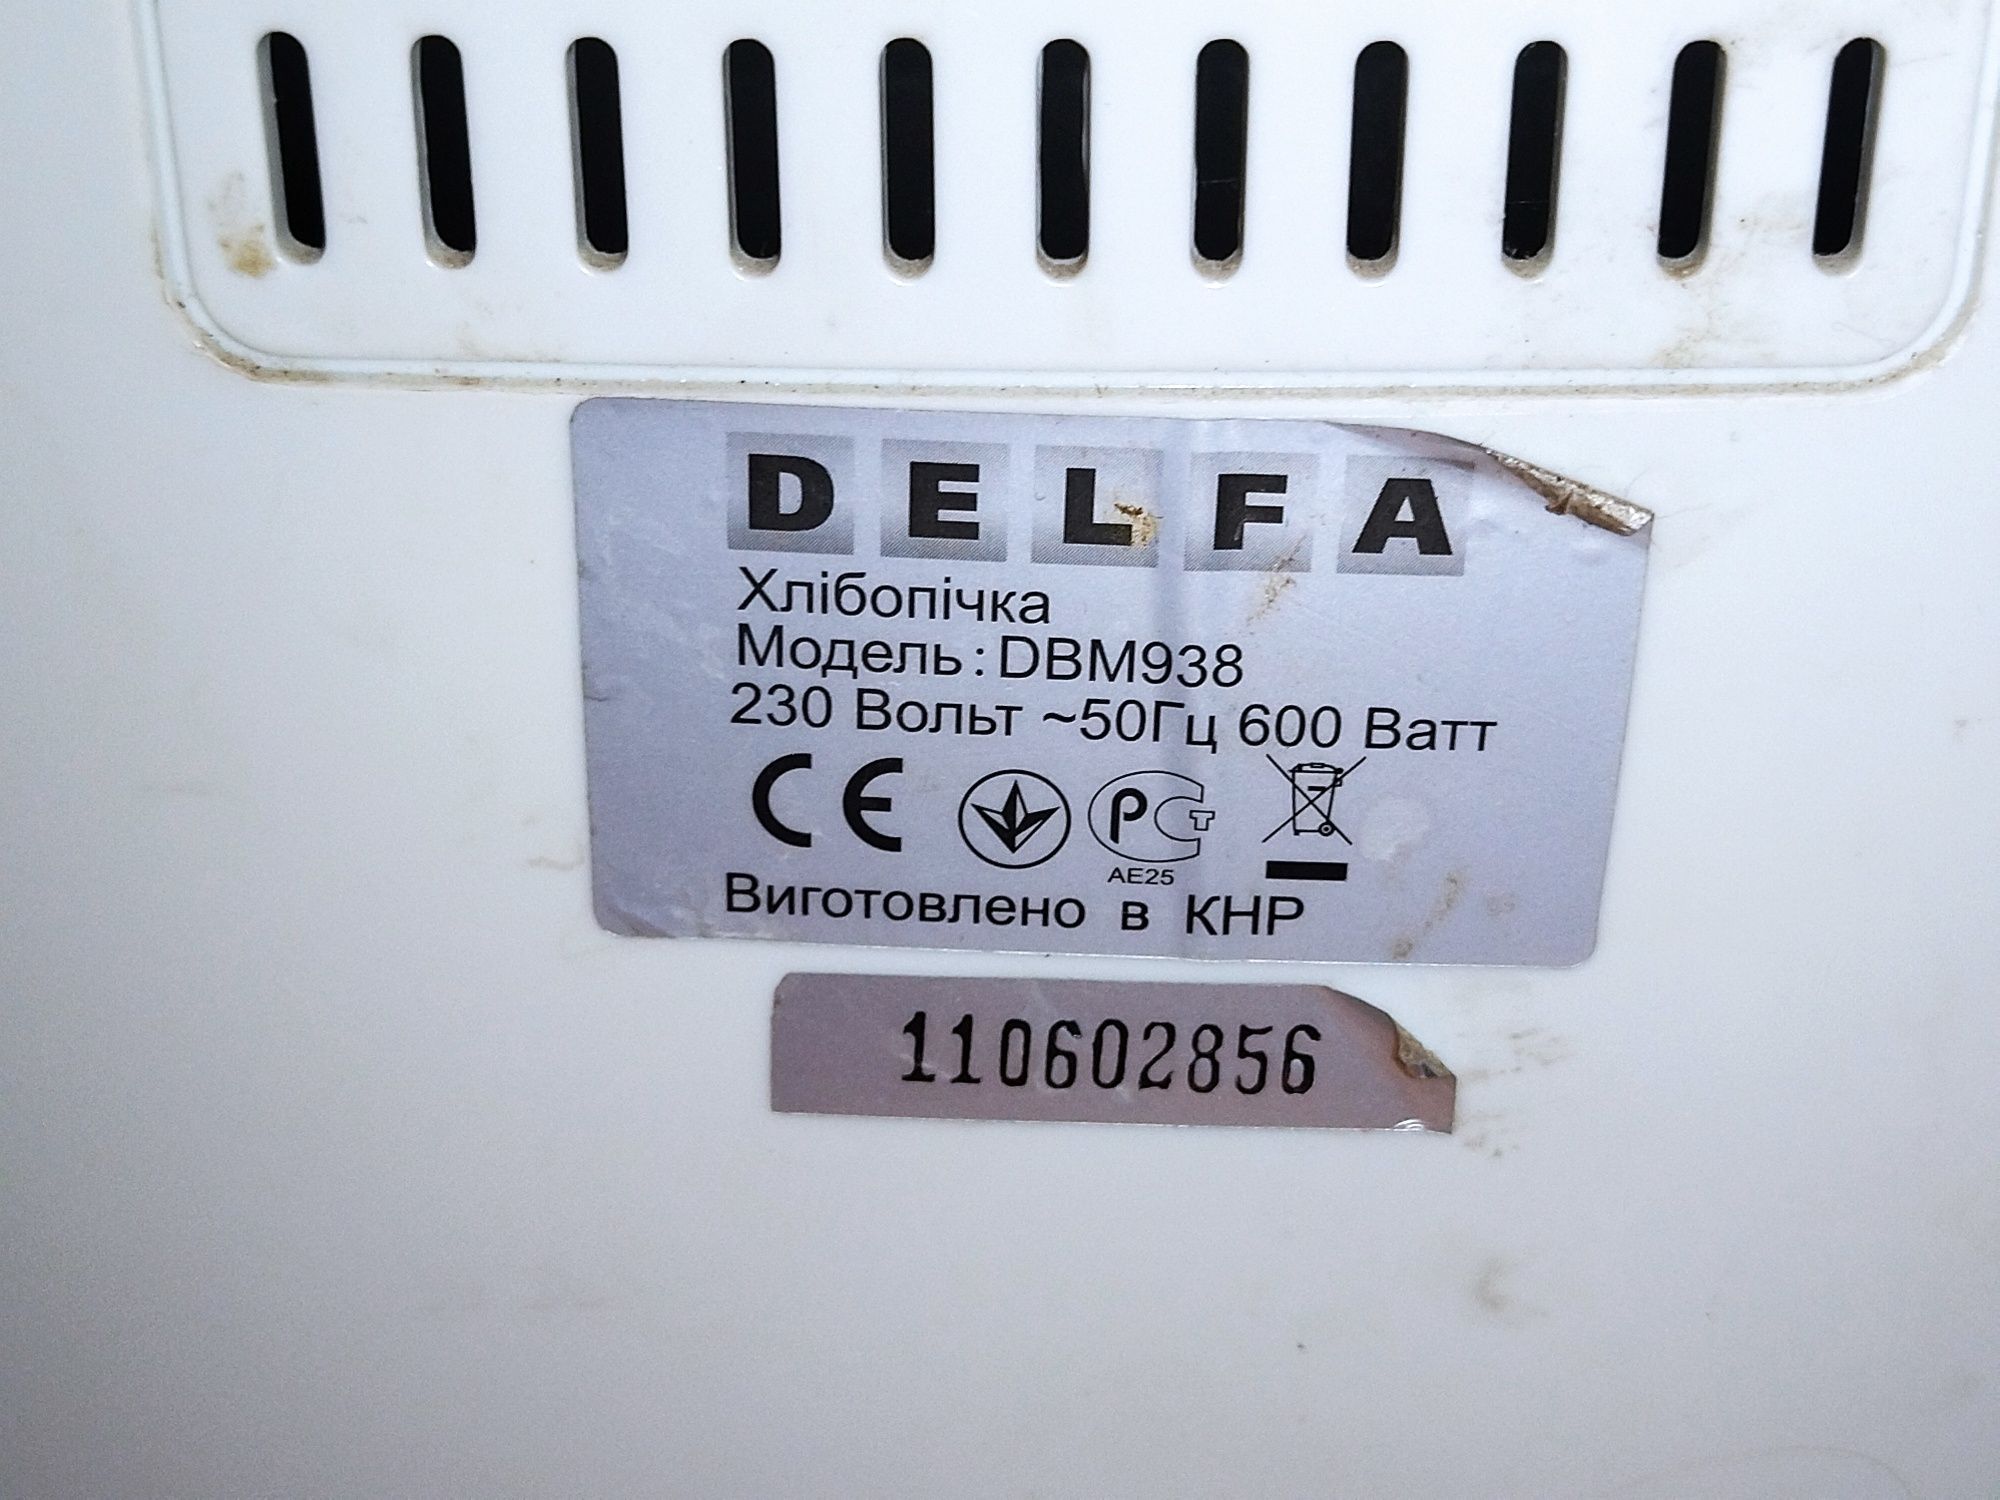 DELFA
Хлібопічка
Модель: DBM938
230 Вольт ~50Гц 600 Ватт
CE PCT
AE25
Виготовлено в КНР
110602856